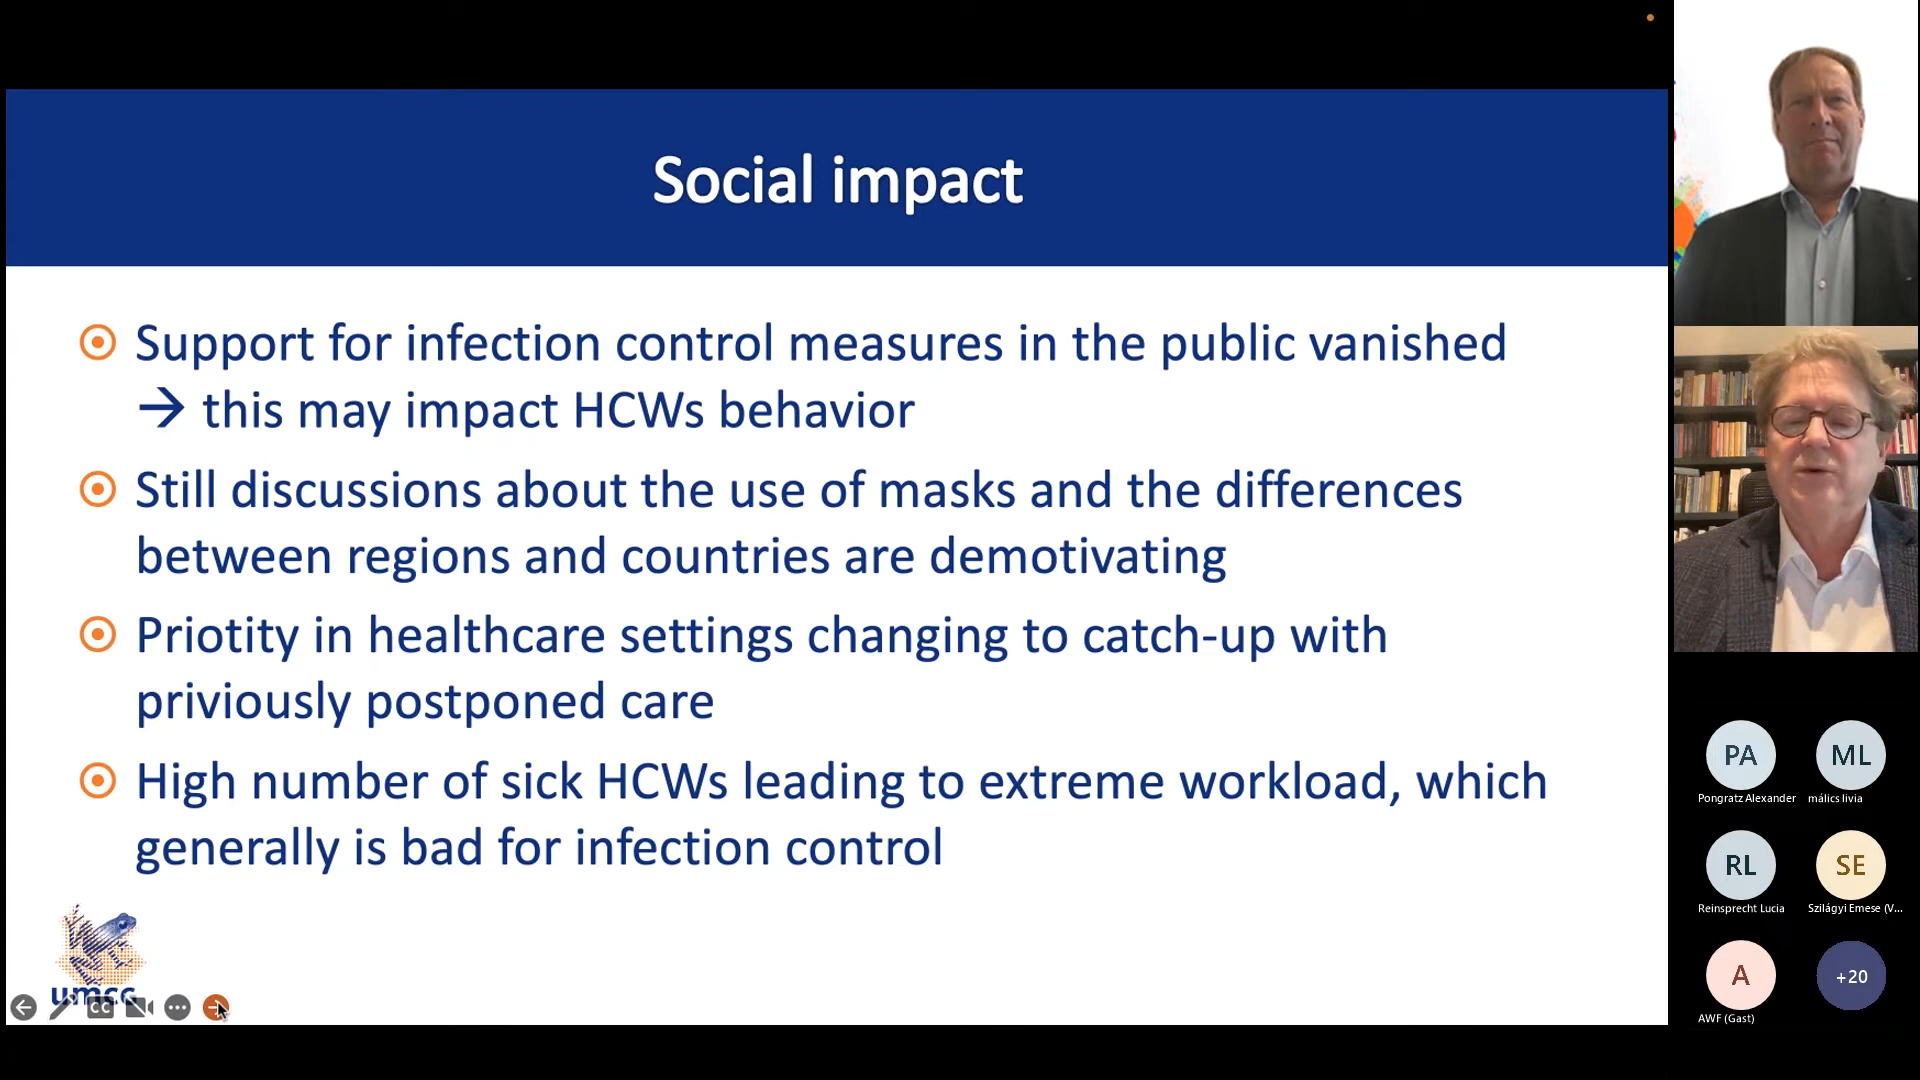 Social impact
Support for infection control measures in the public vanished
→ this may impact HCWs behavior
Still discussions about the use of masks and the differences
between regions and countries are demotivating
Priotity in healthcare settings changing to catch-up with
priviously postponed care
High number of sick HCWs leading to extreme workload, which
generally is bad for infection control
umcg
CC
PA
ML
Pongratz Alexander
málics lívia
RL
SE
Reinsprecht Lucia
Szilágyi Emese (V...
A
+20
AWF (Gast)